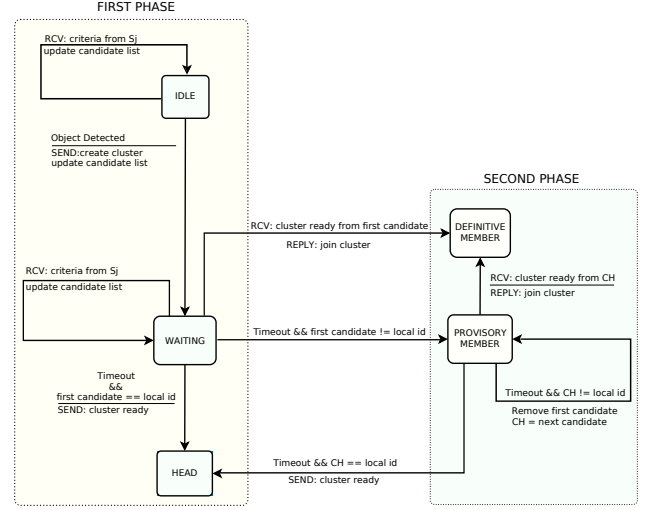 FIRST PHASE
RCV: criteria from Sj
update candidate list
IDLE
Object Detected
SEND:create cluster
update candidate list
SECOND PHASE
RCV: cluster ready from first candidate
REPLY: join cluster
DEFINITIVE
MEMBER
RCV: criteria from Sj
update candidate list
RCV: cluster ready from CH
REPLY: join cluster
WAITING
Timeout && first candidate != local id
PROVISORY
MEMBER
Timeout
&&
first candidate == local id
SEND: cluster ready
Timeout && CH != local id
Remove first candidate
CH = next candidate
HEAD
Timeout && CH == local id
SEND: cluster ready